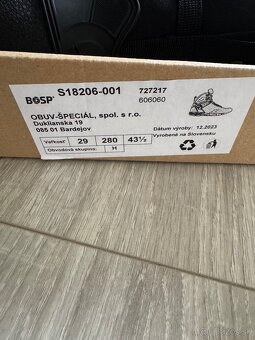 BOSP S18206-001 727217
606060
OBUV-ŠPECIÁL, spol. s r.o.
Duklianska 19
085 01 Bardejov
Dátum výroby: 12.2023
Vyrobené na Slovensku
Veľkosť 29 280 43½
Obvodová skupina: H